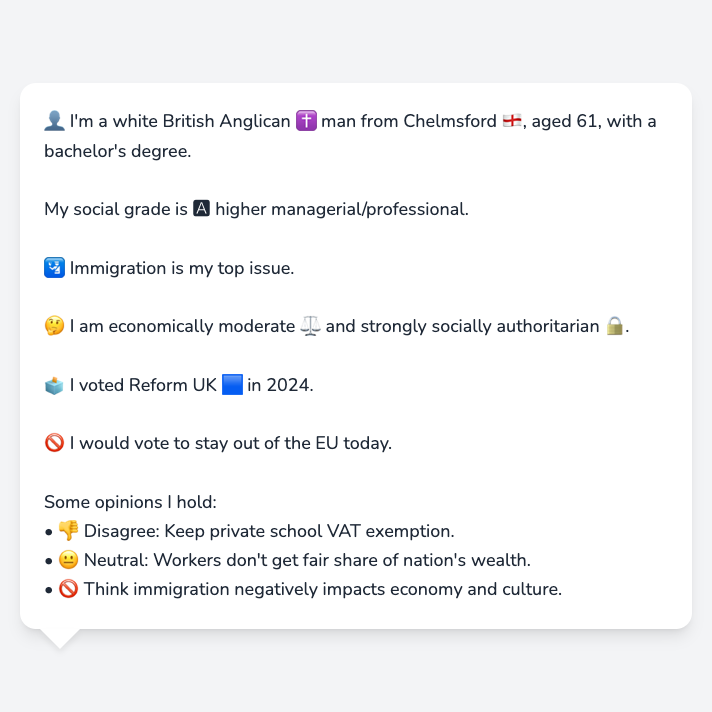 👤 I'm a white British Anglican ✝️ man from Chelmsford 🏴󠁧󠁢󠁥󠁮󠁧󠁿, aged 61, with a
bachelor's degree.
My social grade is 🅰 higher managerial/professional.
🛂 Immigration is my top issue.
🤔 I am economically moderate ⚖️ and strongly socially authoritarian 🔒.
🗳️ I voted Reform UK 🟦 in 2024.
🚫 I would vote to stay out of the EU today.
Some opinions I hold:
• 👎 Disagree: Keep private school VAT exemption.
• 😐 Neutral: Workers don't get fair share of nation's wealth.
• 🚫 Think immigration negatively impacts economy and culture.